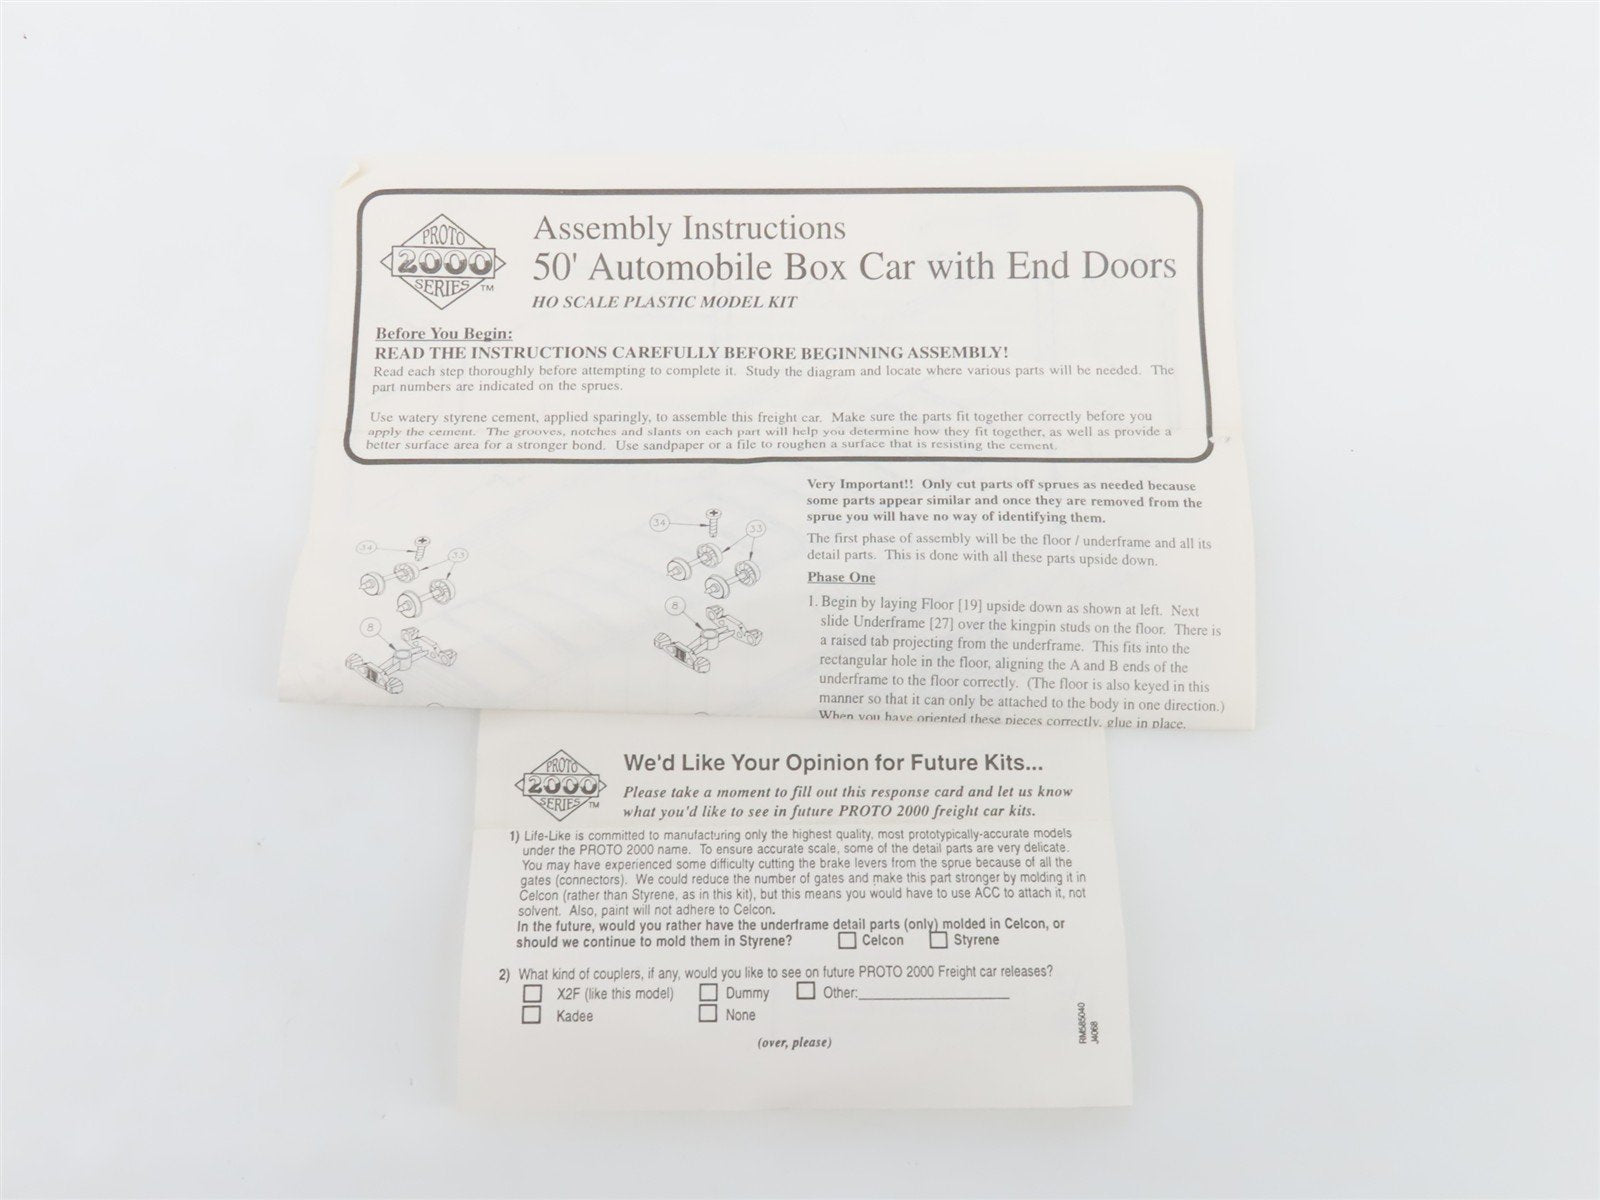 PROTO
2000
SERIES
TM
Assembly Instructions
50' Automobile Box Car with End Doors
HO SCALE PLASTIC MODEL KIT
Before You Begin:
READ THE INSTRUCTIONS CAREFULLY BEFORE BEGINNING ASSEMBLY!
Read each step thoroughly before attempting to complete it. Study the diagram and locate where various parts will be needed. The
part numbers are indicated on the sprues.
Use watery styrene cement, applied sparingly, to assemble this freight car. Make sure the parts fit together correctly before you
apply the cement. The grooves, notches and slants on each part will help you determine how they fit together, as well as provide a
better surface area for a stronger bond. Use sandpaper or a file to roughen a surface that is resisting the cement.
34
33
8
34
33
8
Very Important!! Only cut parts off sprues as needed because
some parts appear similar and once they are removed from the
sprue you will have no way of identifying them.
The first phase of assembly will be the floor / underframe and all its
detail parts. This is done with all these parts upside down.
Phase One
1. Begin by laying Floor [19] upside down as shown at left. Next
slide Underframe [27] over the kingpin studs on the floor. There is
a raised tab projecting from the underframe. This fits into the
rectangular hole in the floor, aligning the A and B ends of the
underframe to the floor correctly. (The floor is also keyed in this
manner so that it can only be attached to the body in one direction.)
When you have oriented these pieces correctly, glue in place.
PROTO
2000
SERIES
TM
We'd Like Your Opinion for Future Kits...
Please take a moment to fill out this response card and let us know
what you'd like to see in future PROTO 2000 freight car kits.
1) Life-Like is committed to manufacturing only the highest quality, most prototypically-accurate models
under the PROTO 2000 name. To ensure accurate scale, some of the detail parts are very delicate.
You may have experienced some difficulty cutting the brake levers from the sprue because of all the
gates (connectors). We could reduce the number of gates and make this part stronger by molding it in
Celcon (rather than Styrene, as in this kit), but this means you would have to use ACC to attach it, not
solvent. Also, paint will not adhere to Celcon.
In the future, would you rather have the underframe detail parts (only) molded in Celcon, or
should we continue to mold them in Styrene? Celcon Styrene
2) What kind of couplers, if any, would you like to see on future PROTO 2000 Freight car releases?
X2F (like this model) Dummy Other:
Kadee None
(over, please)
RM585040
J4068